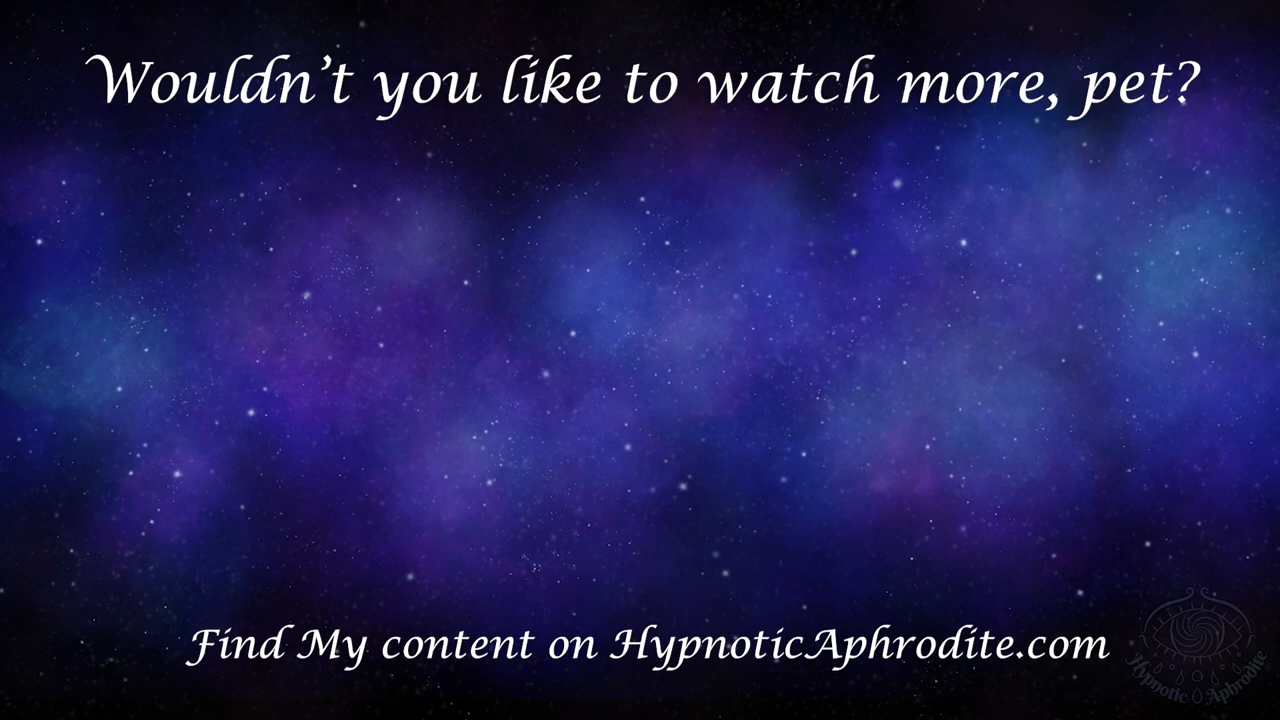 Wouldn't you like to watch more, pet?
Find My content on HypnoticAphrodite.com
Hypnotic Aphrodite